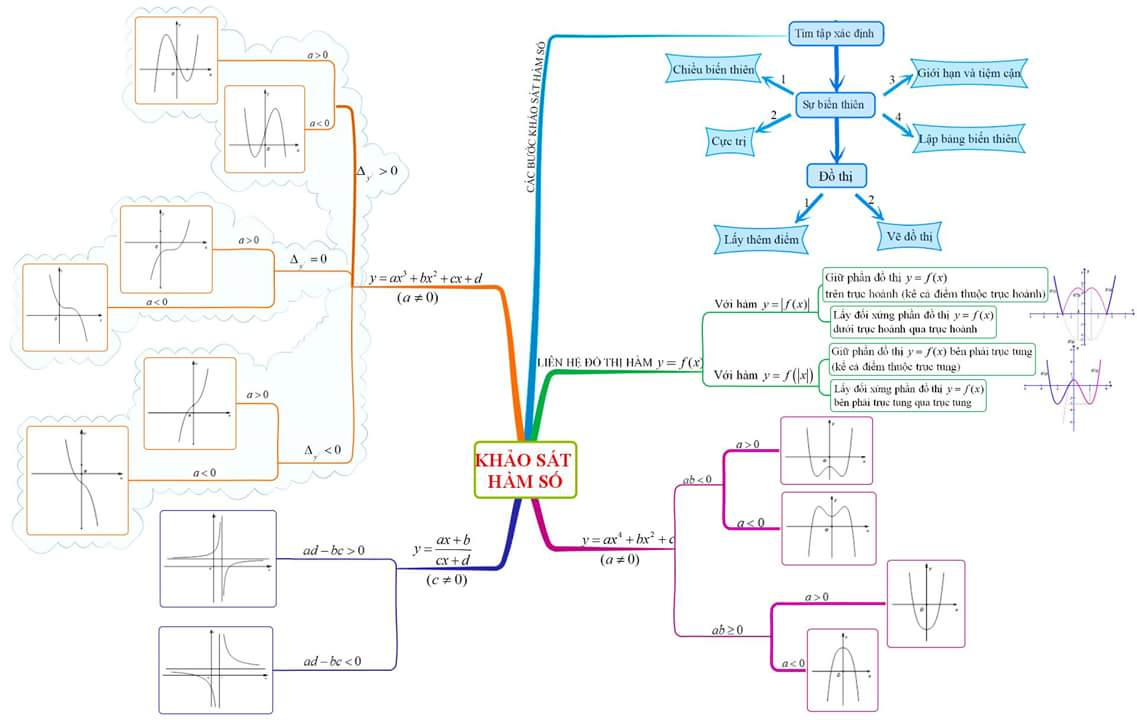 KHẢO SÁT
HÀM SỐ
CÁC BƯỚC KHẢO SÁT HÀM SỐ
Tìm tập xác định
Sự biến thiên
1
Chiều biến thiên
2
Cực trị
3
Giới hạn và tiệm cận
4
Lập bảng biến thiên
Đồ thị
1
Lấy thêm điểm
2
Vẽ đồ thị
LIÊN HỆ ĐỒ THỊ HÀM y = f(x)
Với hàm y = |f(x)|
Giữ phần đồ thị y = f(x)
trên trục hoành (kể cả điểm thuộc trục hoành)
Lấy đối xứng phần đồ thị y = f(x)
dưới trục hoành qua trục hoành
Với hàm y = f(|x|)
Giữ phần đồ thị y = f(x) bên phải trục tung
(kể cả điểm thuộc trục tung)
Lấy đối xứng phần đồ thị y = f(x)
bên phải trục tung qua trục tung
y = ax⁴ + bx² + c
(a ≠ 0)
ab < 0
a > 0
a < 0
ab ≥ 0
a > 0
a < 0
y = ax³ + bx² + cx + d
(a ≠ 0)
Δy' > 0
a > 0
a < 0
Δy' = 0
a > 0
a < 0
Δy' < 0
a > 0
a < 0
y = (ax + b)/(cx + d)
(c ≠ 0)
ad − bc > 0
ad − bc < 0